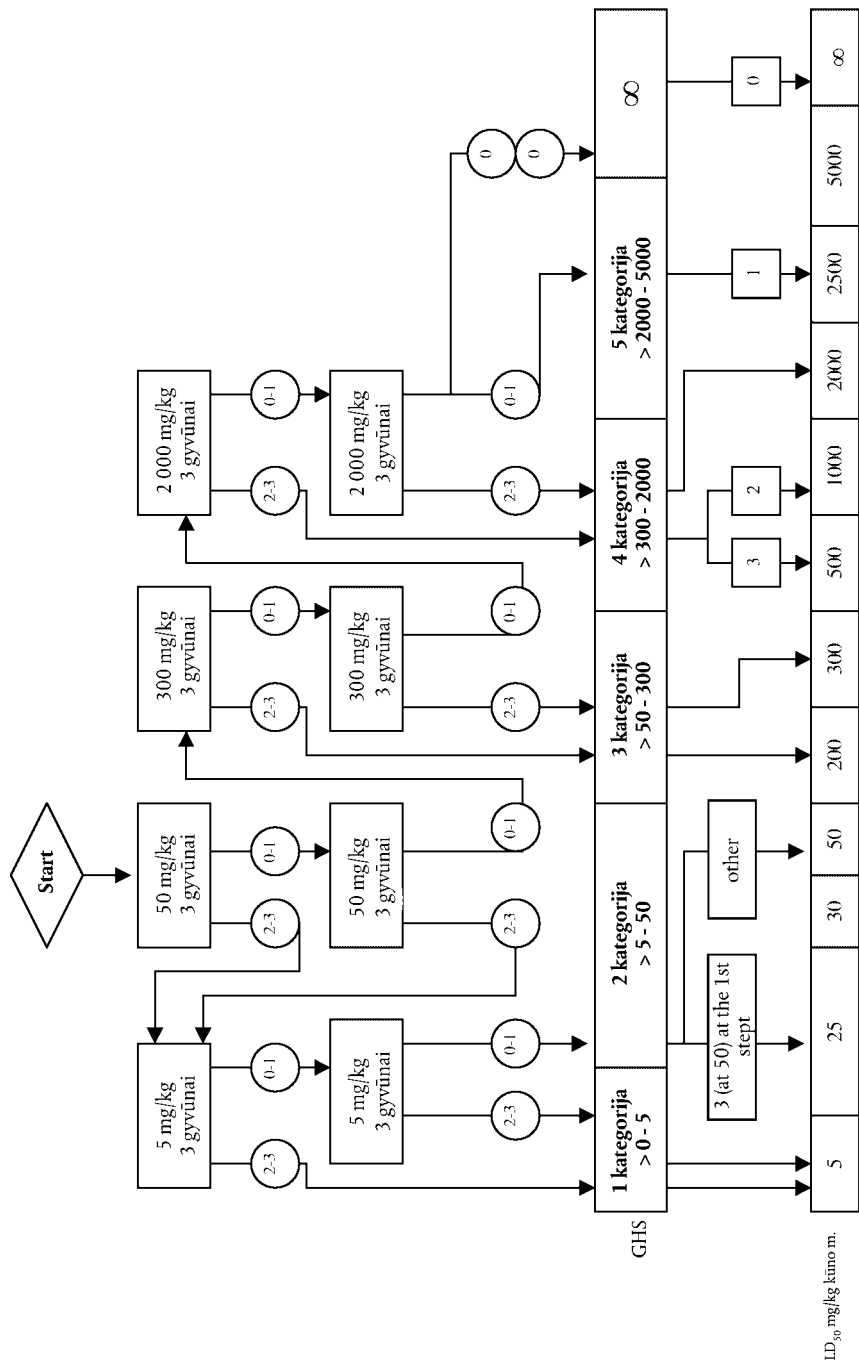 Start
5 mg/kg
3 gyvūnai
50 mg/kg
3 gyvūnai
300 mg/kg
3 gyvūnai
2 000 mg/kg
3 gyvūnai
2-3
0-1
2-3
0-1
2-3
0-1
2-3
0-1
5 mg/kg
3 gyvūnai
50 mg/kg
3 gyvūnai
300 mg/kg
3 gyvūnai
2 000 mg/kg
3 gyvūnai
2-3
0-1
2-3
0-1
2-3
0-1
2-3
0-1
0
0
GHS
1 kategorija
> 0 - 5
2 kategorija
> 5 - 50
3 kategorija
> 50 - 300
4 kategorija
> 300 - 2000
5 kategorija
> 2000 - 5000
∞
3 (at 50) at the 1st
stept
other
3
2
1
0
LD50 mg/kg kūno m.
5
25
30
50
200
300
500
1000
2000
2500
5000
∞